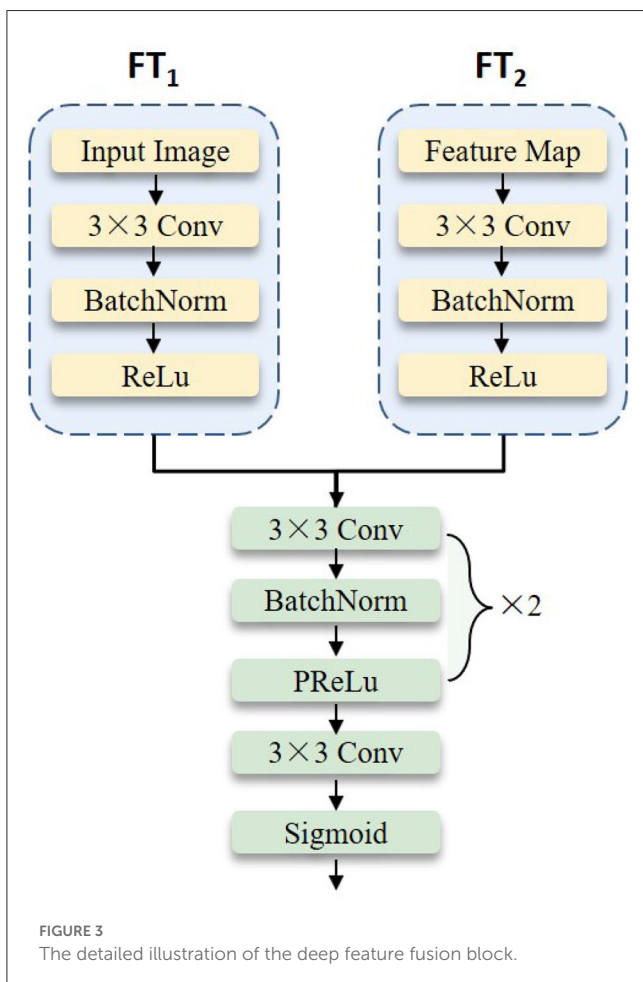 FT₁
FT₂
Input Image
3×3 Conv
BatchNorm
ReLu
Feature Map
3×3 Conv
BatchNorm
ReLu
3×3 Conv
BatchNorm
PReLu
×2
3×3 Conv
Sigmoid
FIGURE 3
The detailed illustration of the deep feature fusion block.